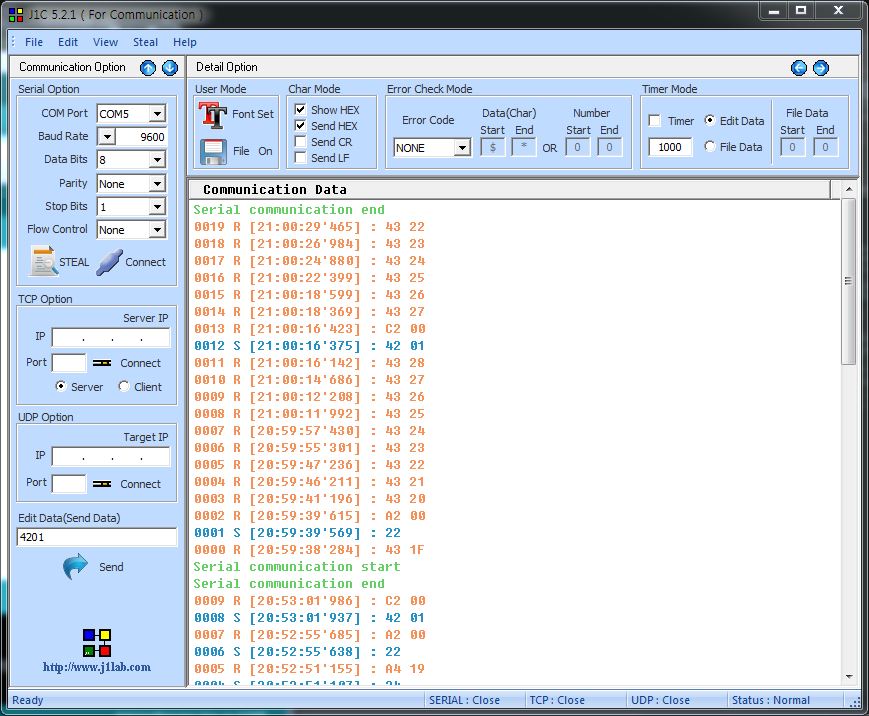 J1C 5.2.1 ( For Communication )
File Edit View Steal Help
Communication Option
Serial Option
COM Port COM5
Baud Rate 9600
Data Bits 8
Parity None
Stop Bits 1
Flow Control None
STEAL Connect
TCP Option
Server IP
IP . . .
Port Connect
Server Client
UDP Option
Target IP
IP . . .
Port Connect
Edit Data(Send Data)
4201
Send
http://www.j1lab.com
Detail Option
User Mode
Font Set
File On
Char Mode
Show HEX
Send HEX
Send CR
Send LF
Error Check Mode
Error Code
NONE
Data(Char)
Start End
$ *
OR
Number
Start End
0 0
Timer Mode
Timer
1000
Edit Data
File Data
File Data
Start End
0 0
Communication Data
Serial communication end
0019 R [21:00:29'465] : 43 22
0018 R [21:00:26'984] : 43 23
0017 R [21:00:24'880] : 43 24
0016 R [21:00:22'399] : 43 25
0015 R [21:00:18'599] : 43 26
0014 R [21:00:18'369] : 43 27
0013 R [21:00:16'423] : C2 00
0012 S [21:00:16'375] : 42 01
0011 R [21:00:16'142] : 43 28
0010 R [21:00:14'686] : 43 27
0009 R [21:00:12'208] : 43 26
0008 R [21:00:11'992] : 43 25
0007 R [20:59:57'430] : 43 24
0006 R [20:59:55'301] : 43 23
0005 R [20:59:47'236] : 43 22
0004 R [20:59:46'211] : 43 21
0003 R [20:59:41'196] : 43 20
0002 R [20:59:39'615] : A2 00
0001 S [20:59:39'569] : 22
0000 R [20:59:38'284] : 43 1F
Serial communication start
Serial communication end
0009 R [20:53:01'986] : C2 00
0008 S [20:53:01'937] : 42 01
0007 R [20:52:55'685] : A2 00
0006 S [20:52:55'638] : 22
0005 R [20:52:51'155] : A4 19
0004 S [20:52:51'107] : 24
Ready
SERIAL : Close
TCP : Close
UDP : Close
Status : Normal